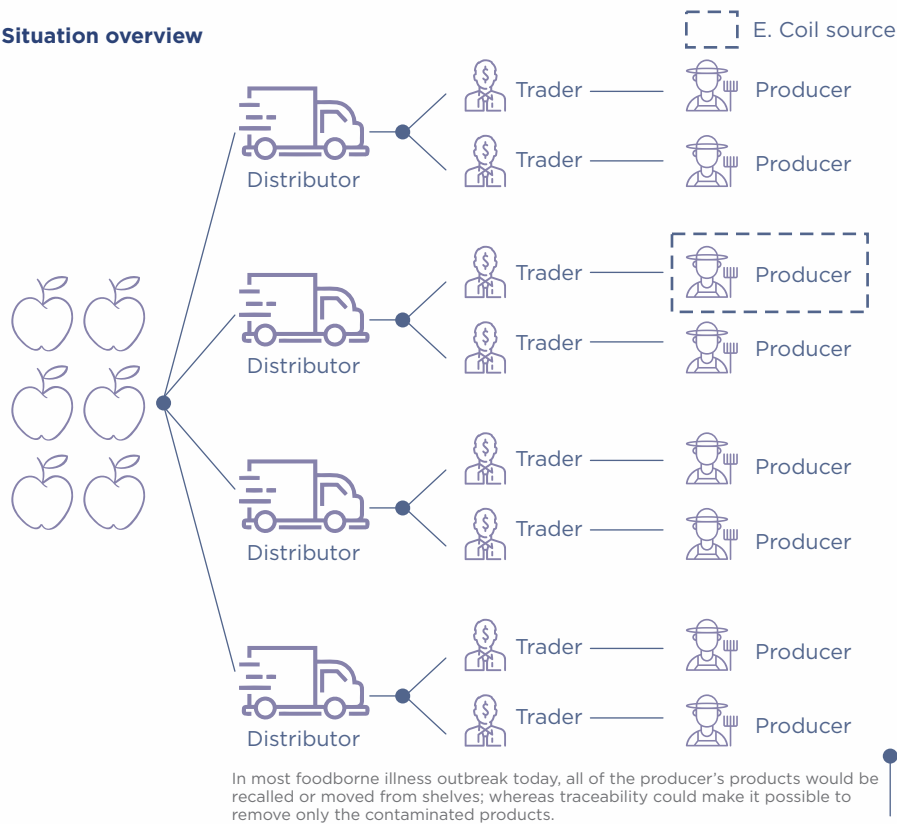 Situation overview
E. Coil source
Trader
Producer
Trader
Producer
Distributor
Trader
Producer
Trader
Producer
Distributor
Trader
Producer
Trader
Producer
Distributor
Trader
Producer
Trader
Producer
Distributor
In most foodborne illness outbreak today, all of the producer’s products would be
recalled or moved from shelves; whereas traceability could make it possible to
remove only the contaminated products.